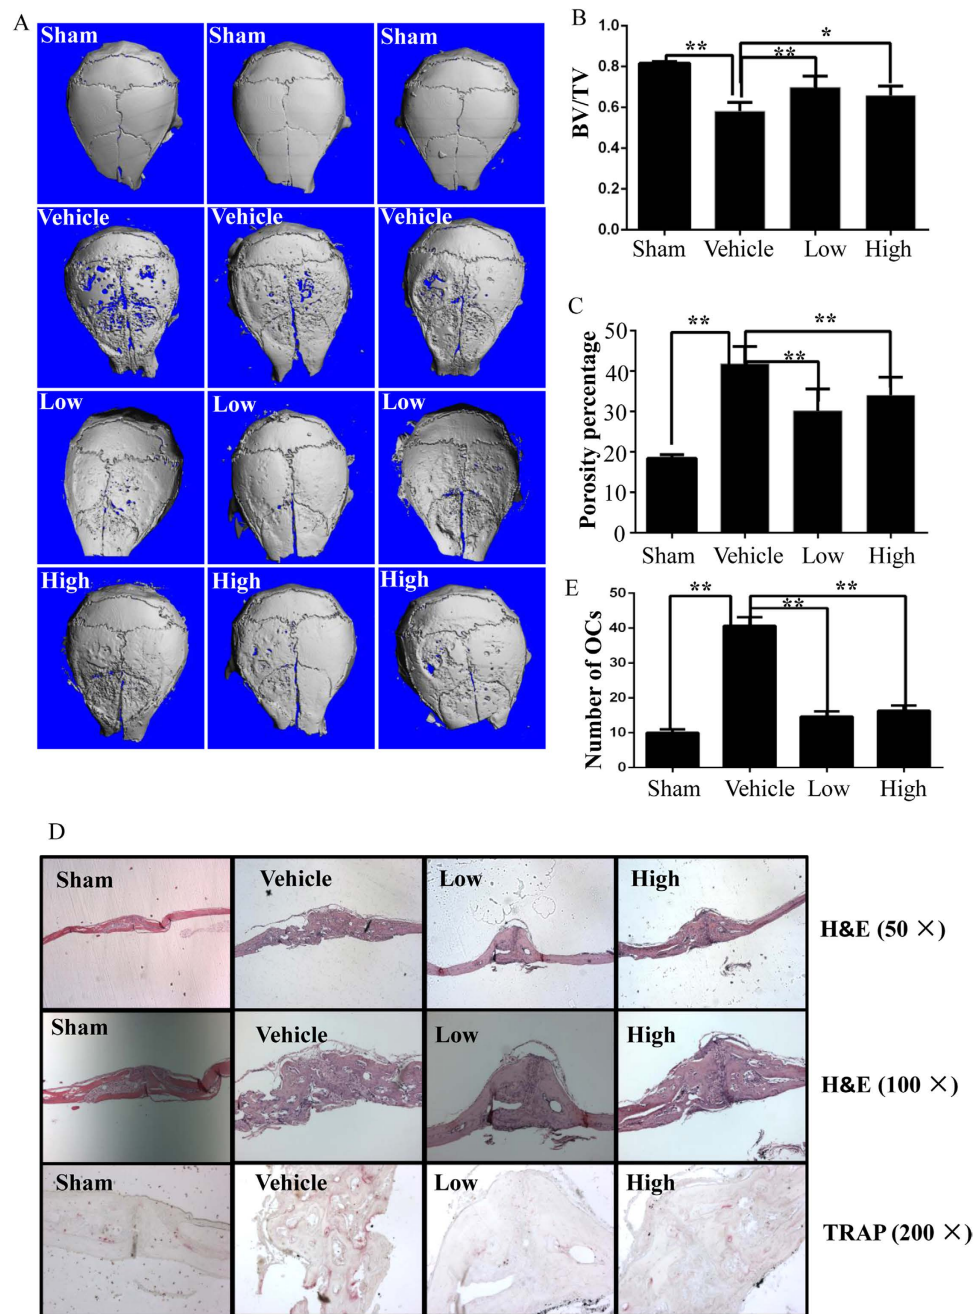 A
Sham
Sham
Sham
Vehicle
Vehicle
Vehicle
Low
Low
Low
High
High
High
B
BV/TV
0.8
0.6
0.4
0.2
0.0
**
**
*
Sham
Vehicle
Low
High
C
Porosity percentage
50
40
30
20
10
0
**
**
**
Sham
Vehicle
Low
High
E
Number of OCs
50
40
30
20
10
0
**
**
**
Sham
Vehicle
Low
High
D
Sham
Vehicle
Low
High
H&E (50 ×)
Sham
Vehicle
Low
High
H&E (100 ×)
Sham
Vehicle
Low
High
TRAP (200 ×)